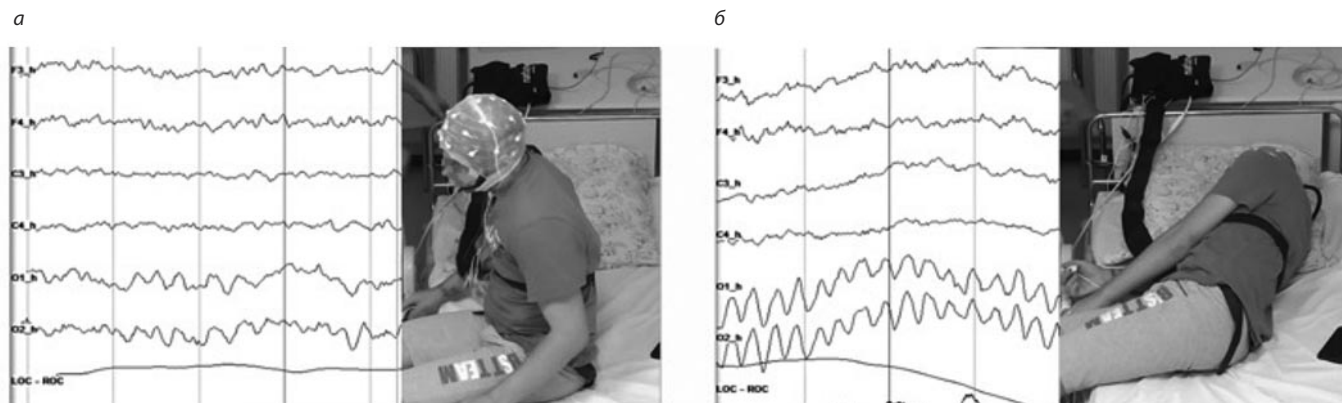 а
б
F3_h
F4_h
C3_h
C4_h
O1_h
O2_h
LOC - ROC
F3_h
F4_h
C3_h
C4_h
O1_h
O2_h
LOC - ROC